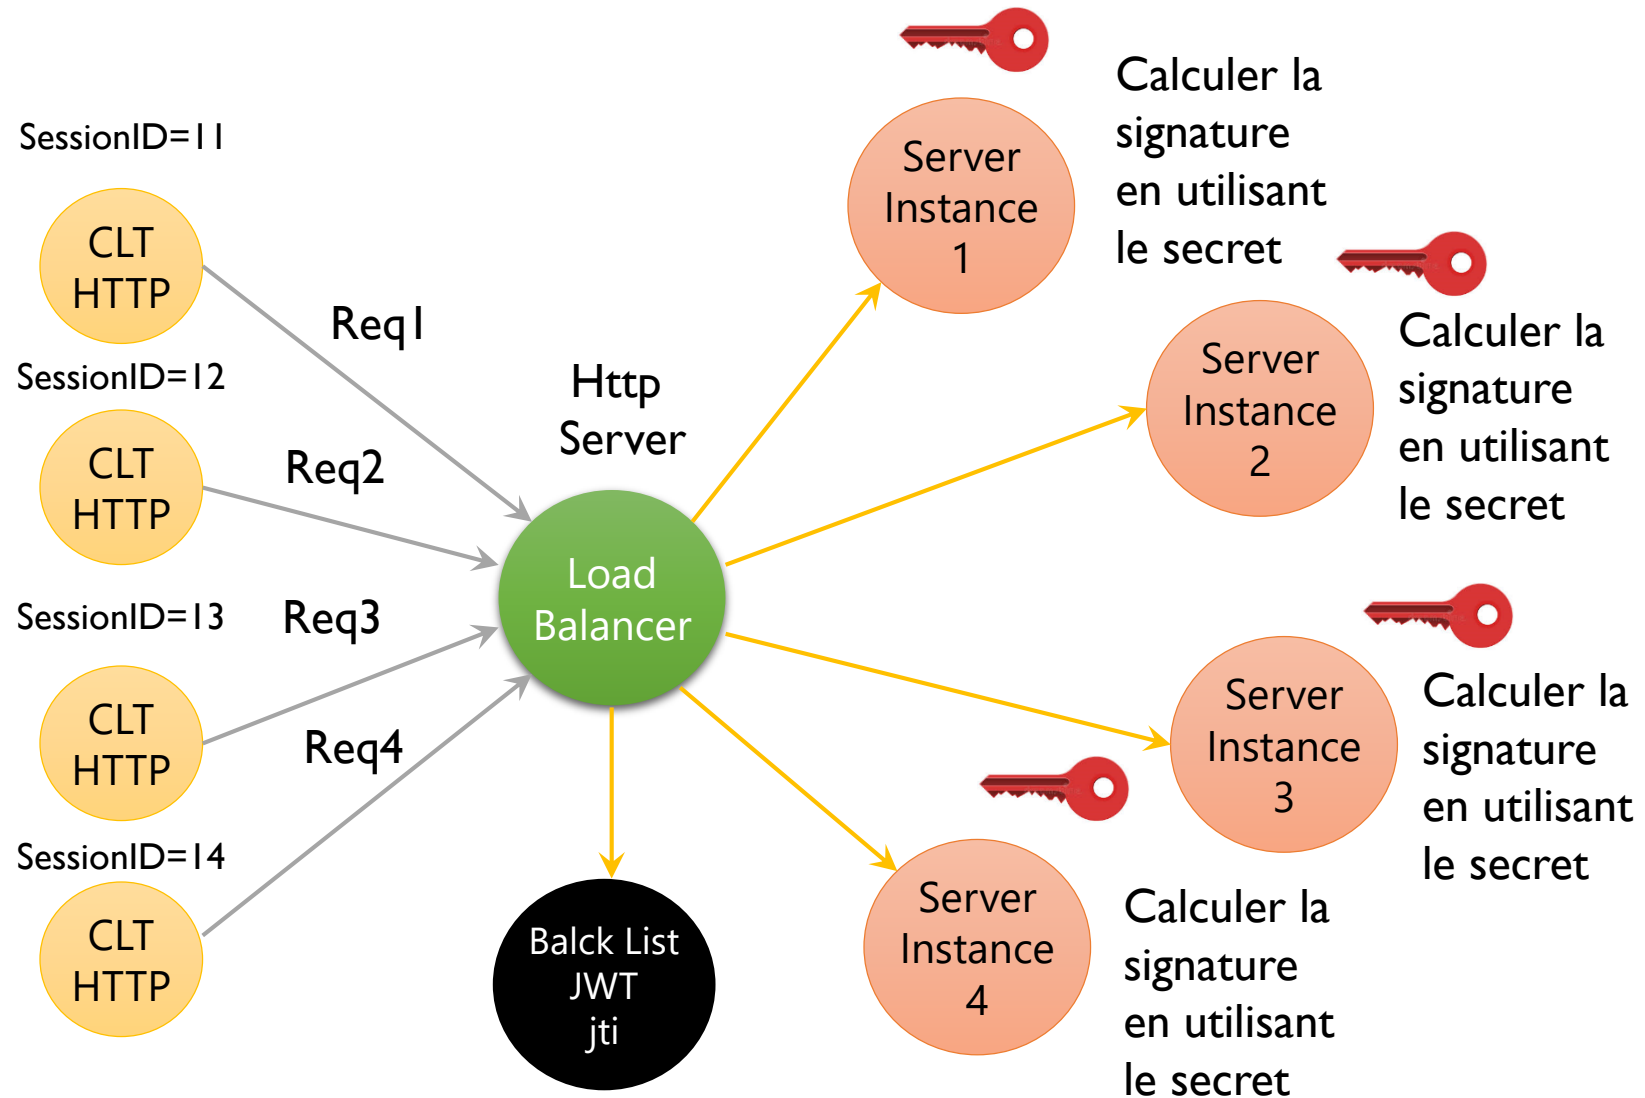 SessionID=11
CLT
HTTP
Req1
SessionID=12
CLT
HTTP
Req2
SessionID=13
CLT
HTTP
Req3
SessionID=14
CLT
HTTP
Req4
Http
Server
Load
Balancer
Balck List
JWT
jti
Server
Instance
1
Calculer la
signature
en utilisant
le secret
Server
Instance
2
Calculer la
signature
en utilisant
le secret
Server
Instance
3
Calculer la
signature
en utilisant
le secret
Server
Instance
4
Calculer la
signature
en utilisant
le secret